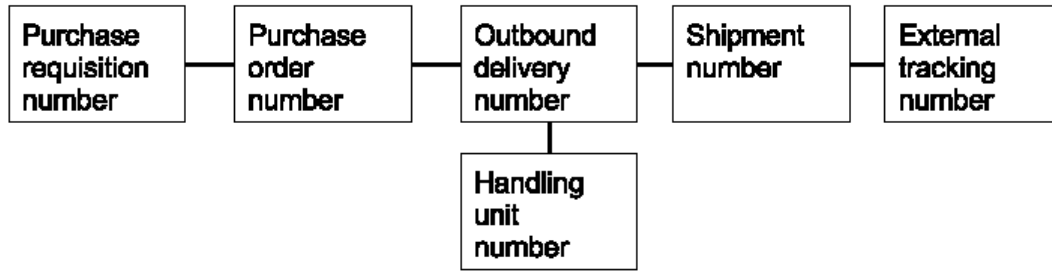 Purchase
requisition
number
Purchase
order
number
Outbound
delivery
number
Shipment
number
External
tracking
number
Handling
unit
number